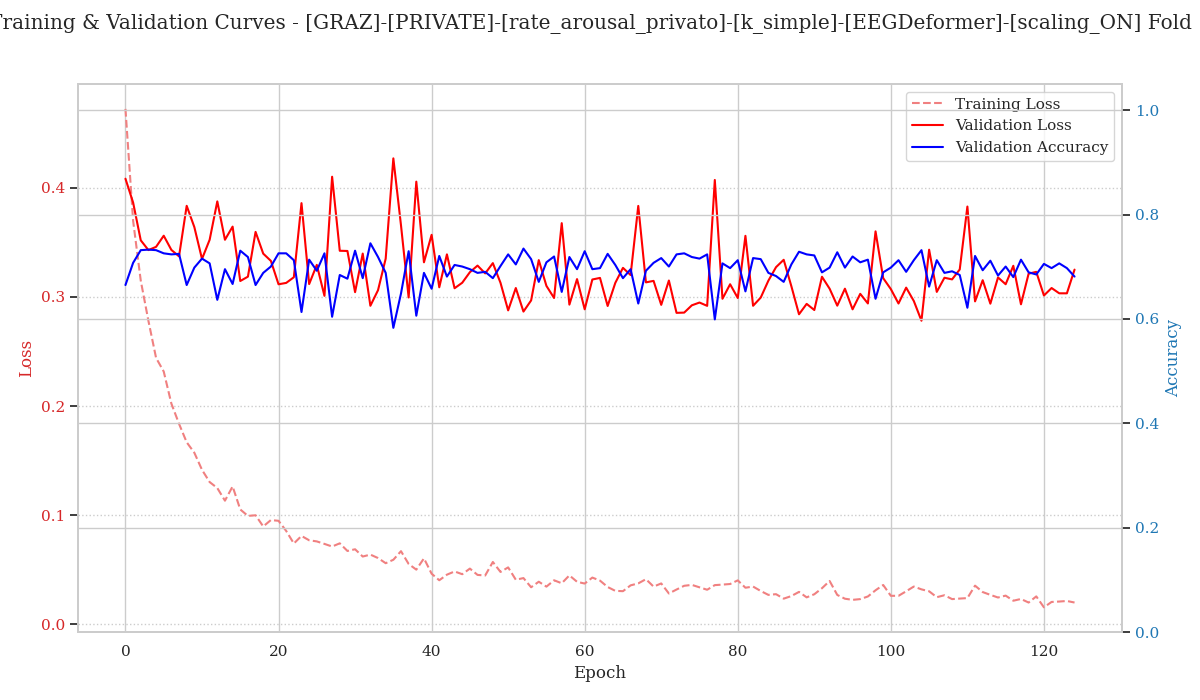 raining & Validation Curves - [GRAZ]-[PRIVATE]-[rate_arousal_privato]-[k_simple]-[EEGDeformer]-[scaling_ON] Fold
Training Loss
Validation Loss
Validation Accuracy
1.0
0.8
0.6
0.4
0.2
0.0
Accuracy
0.4
0.3
0.2
0.1
0.0
Loss
0 20 40 60 80 100 120
Epoch